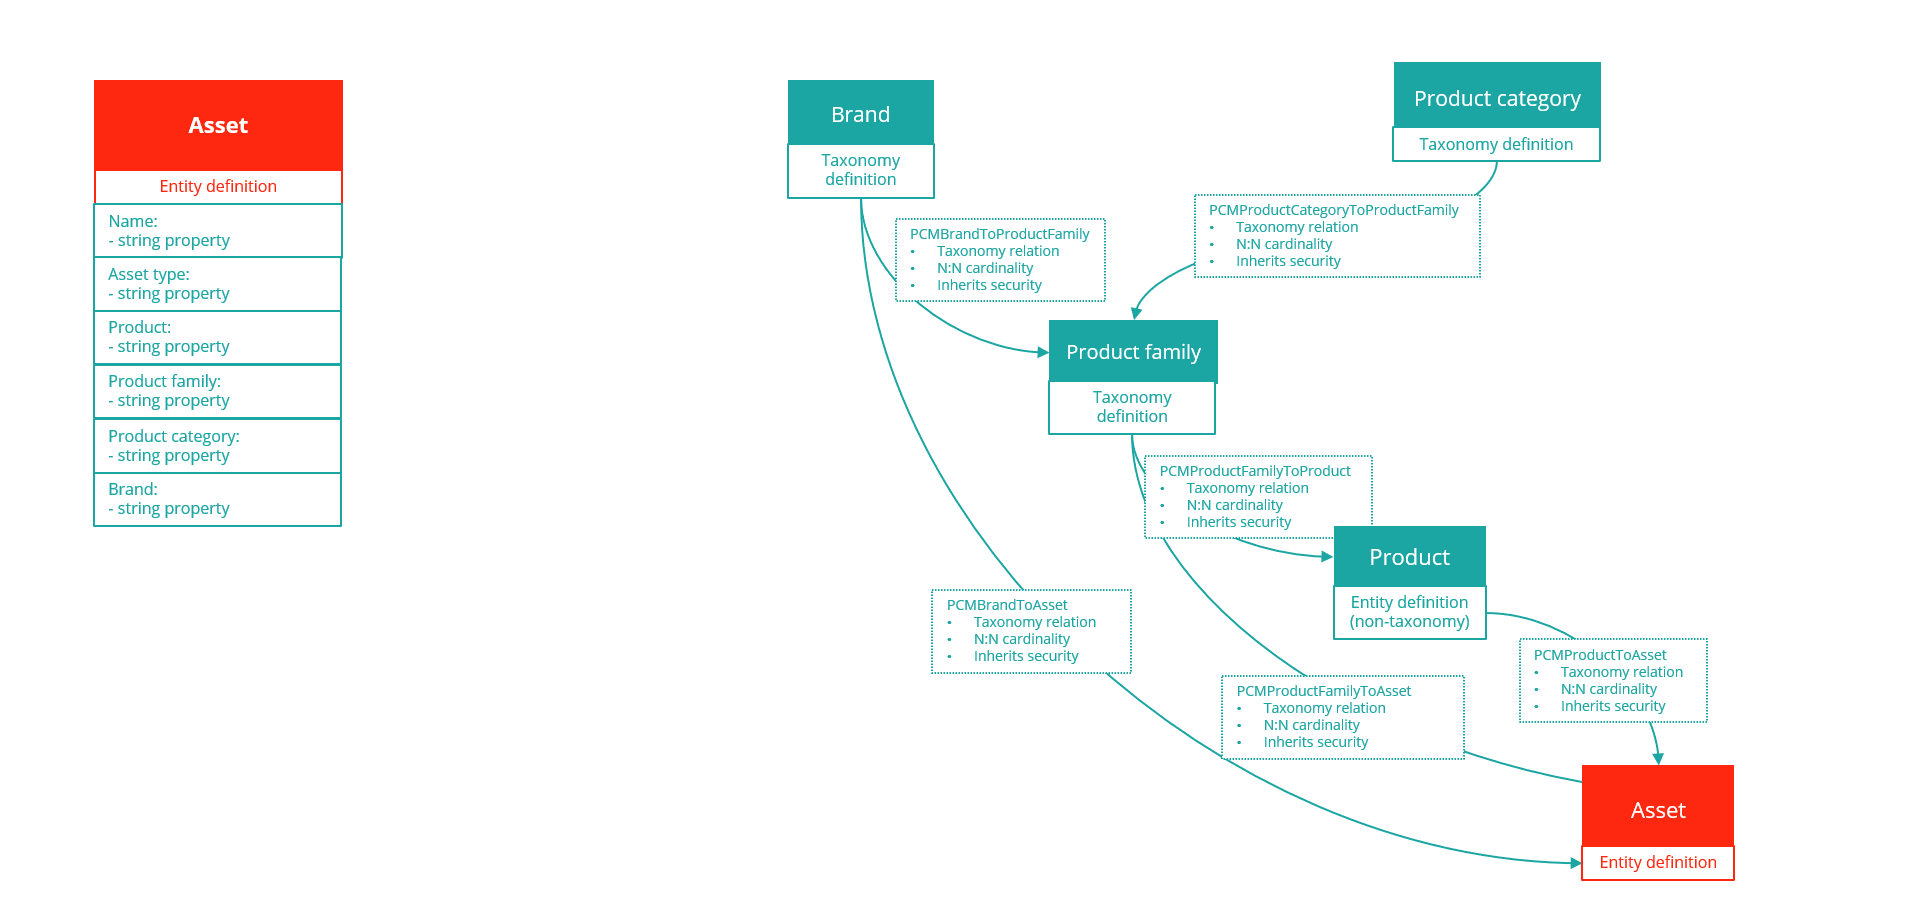 Asset
Entity definition
Name:
- string property
Asset type:
- string property
Product:
- string property
Product family:
- string property
Product category:
- string property
Brand:
- string property
Brand
Taxonomy
definition
Product category
Taxonomy definition
PCMBrandToProductFamily
• Taxonomy relation
• N:N cardinality
• Inherits security
PCMProductCategoryToProductFamily
• Taxonomy relation
• N:N cardinality
• Inherits security
Product family
Taxonomy
definition
PCMProductFamilyToProduct
• Taxonomy relation
• N:N cardinality
• Inherits security
Product
Entity definition
(non-taxonomy)
PCMBrandToAsset
• Taxonomy relation
• N:N cardinality
• Inherits security
PCMProductFamilyToAsset
• Taxonomy relation
• N:N cardinality
• Inherits security
PCMProductToAsset
• Taxonomy relation
• N:N cardinality
• Inherits security
Asset
Entity definition